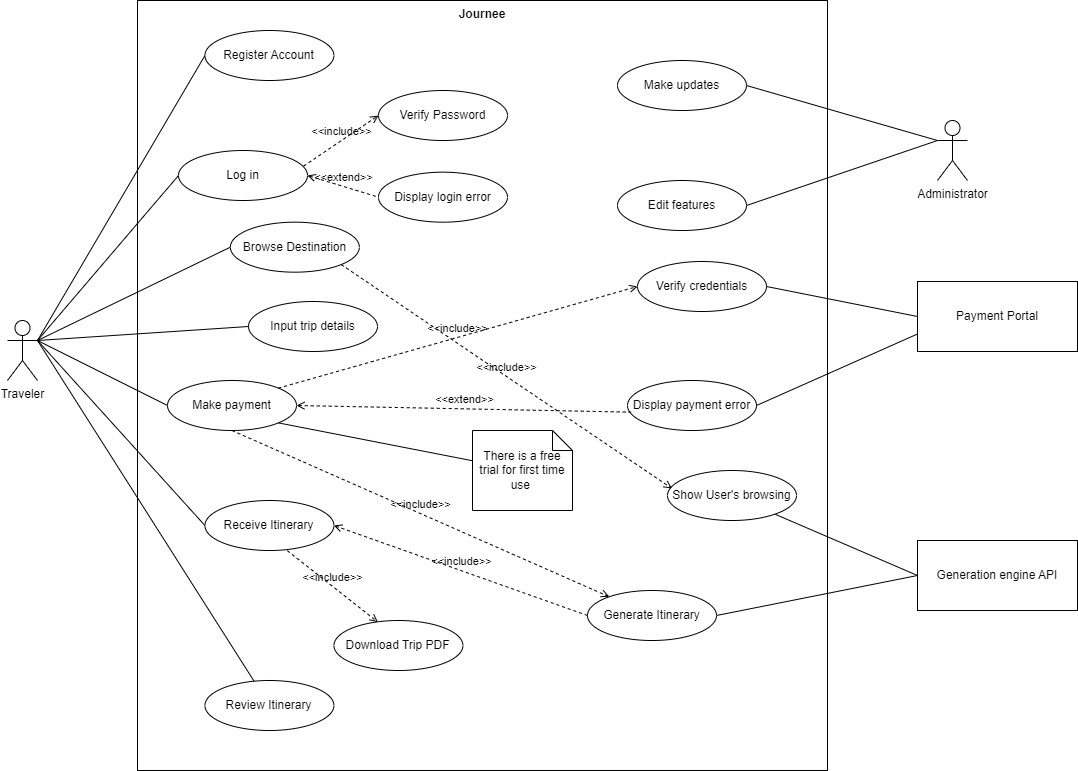 Journee
Register Account
Make updates
Verify Password
<<include>>
Log in
<<extend>>
Display login error
Administrator
Edit features
Browse Destination
Verify credentials
Payment Portal
Input trip details
<<include>>
<<include>>
Traveler
Make payment
<<extend>>
Display payment error
There is a free
trial for first time
use
Show User's browsing
<<include>>
Receive Itinerary
<<include>>
Generation engine API
<<include>>
Generate Itinerary
Download Trip PDF
Review Itinerary